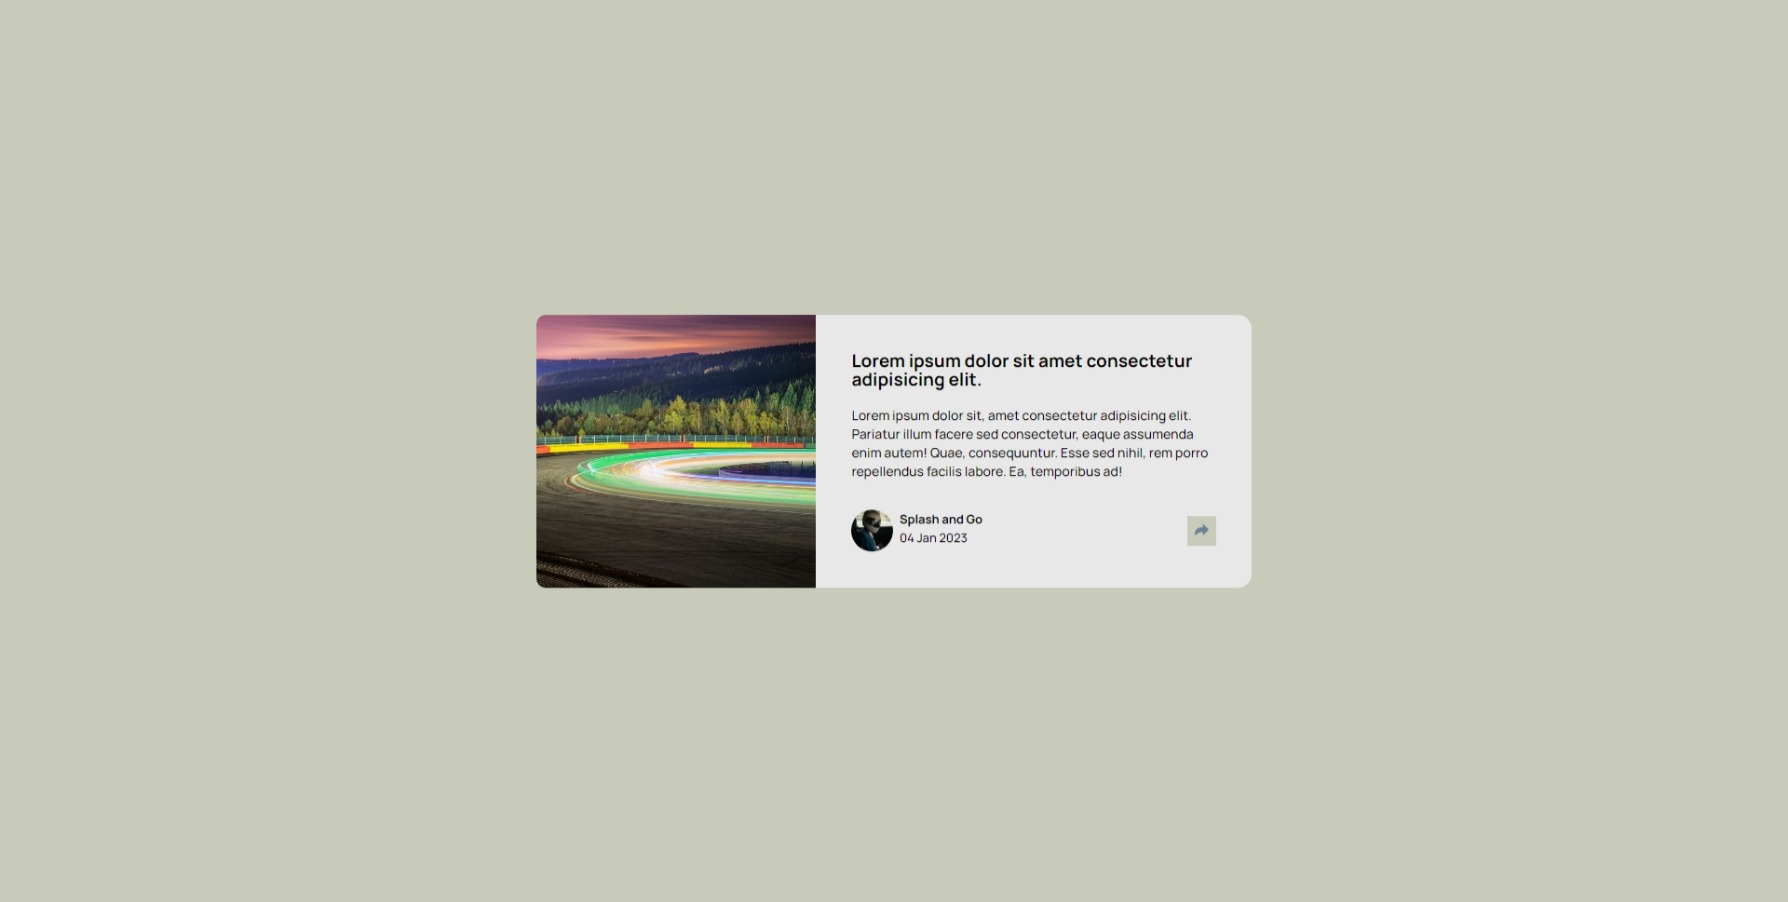 Lorem ipsum dolor sit amet consectetur
adipisicing elit.
Lorem ipsum dolor sit, amet consectetur adipisicing elit.
Pariatur illum facere sed consectetur, eaque assumenda
enim autem! Quae, consequuntur. Esse sed nihil, rem porro
repellendus facilis labore. Ea, temporibus ad!
Splash and Go
04 Jan 2023